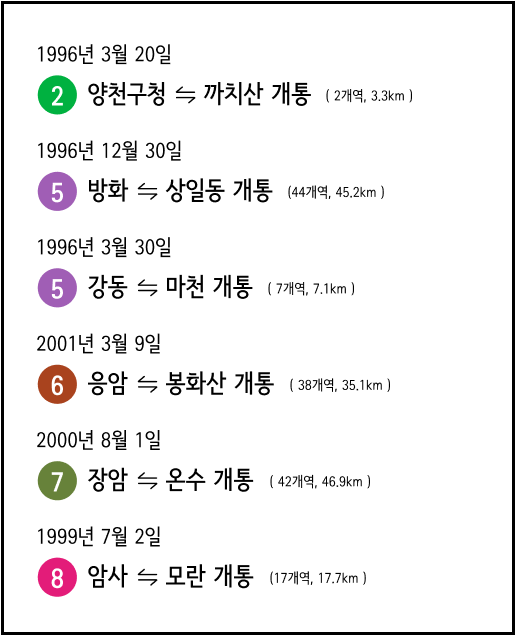 1996년 3월 20일
2 양천구청 ⇋ 까치산 개통 ( 2개역, 3.3km )
1996년 12월 30일
5 방화 ⇋ 상일동 개통 (44개역, 45.2km )
1996년 3월 30일
5 강동 ⇋ 마천 개통 ( 7개역, 7.1km )
2001년 3월 9일
6 응암 ⇋ 봉화산 개통 ( 38개역, 35.1km )
2000년 8월 1일
7 장암 ⇋ 온수 개통 ( 42개역, 46.9km )
1999년 7월 2일
8 암사 ⇋ 모란 개통 (17개역, 17.7km )